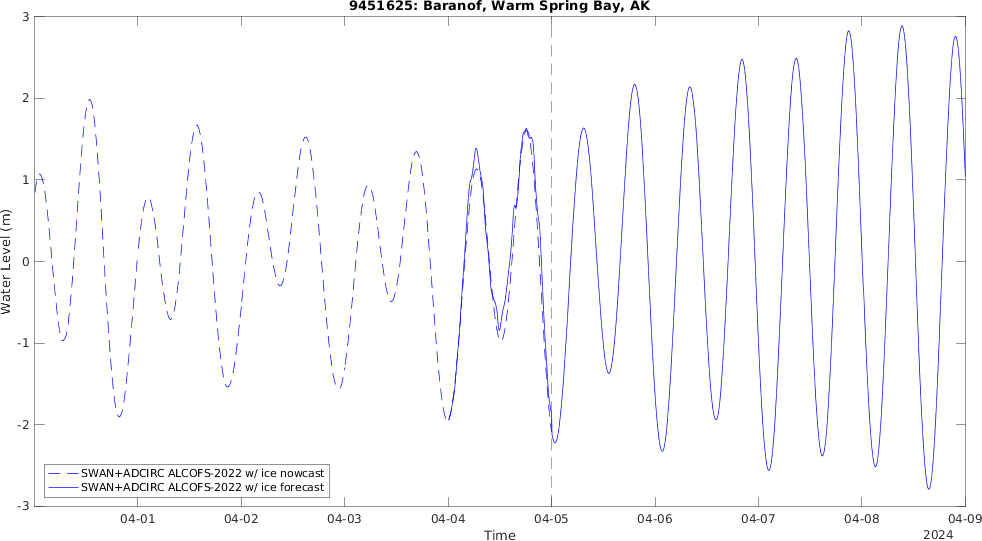 9451625: Baranof, Warm Spring Bay, AK
3
2
1
0
-1
-2
-3
Water Level (m)
SWAN+ADCIRC ALCOFS-2022 w/ ice nowcast
SWAN+ADCIRC ALCOFS-2022 w/ ice forecast
04-01 04-02 04-03 04-04 04-05 04-06 04-07 04-08 04-09
Time
2024